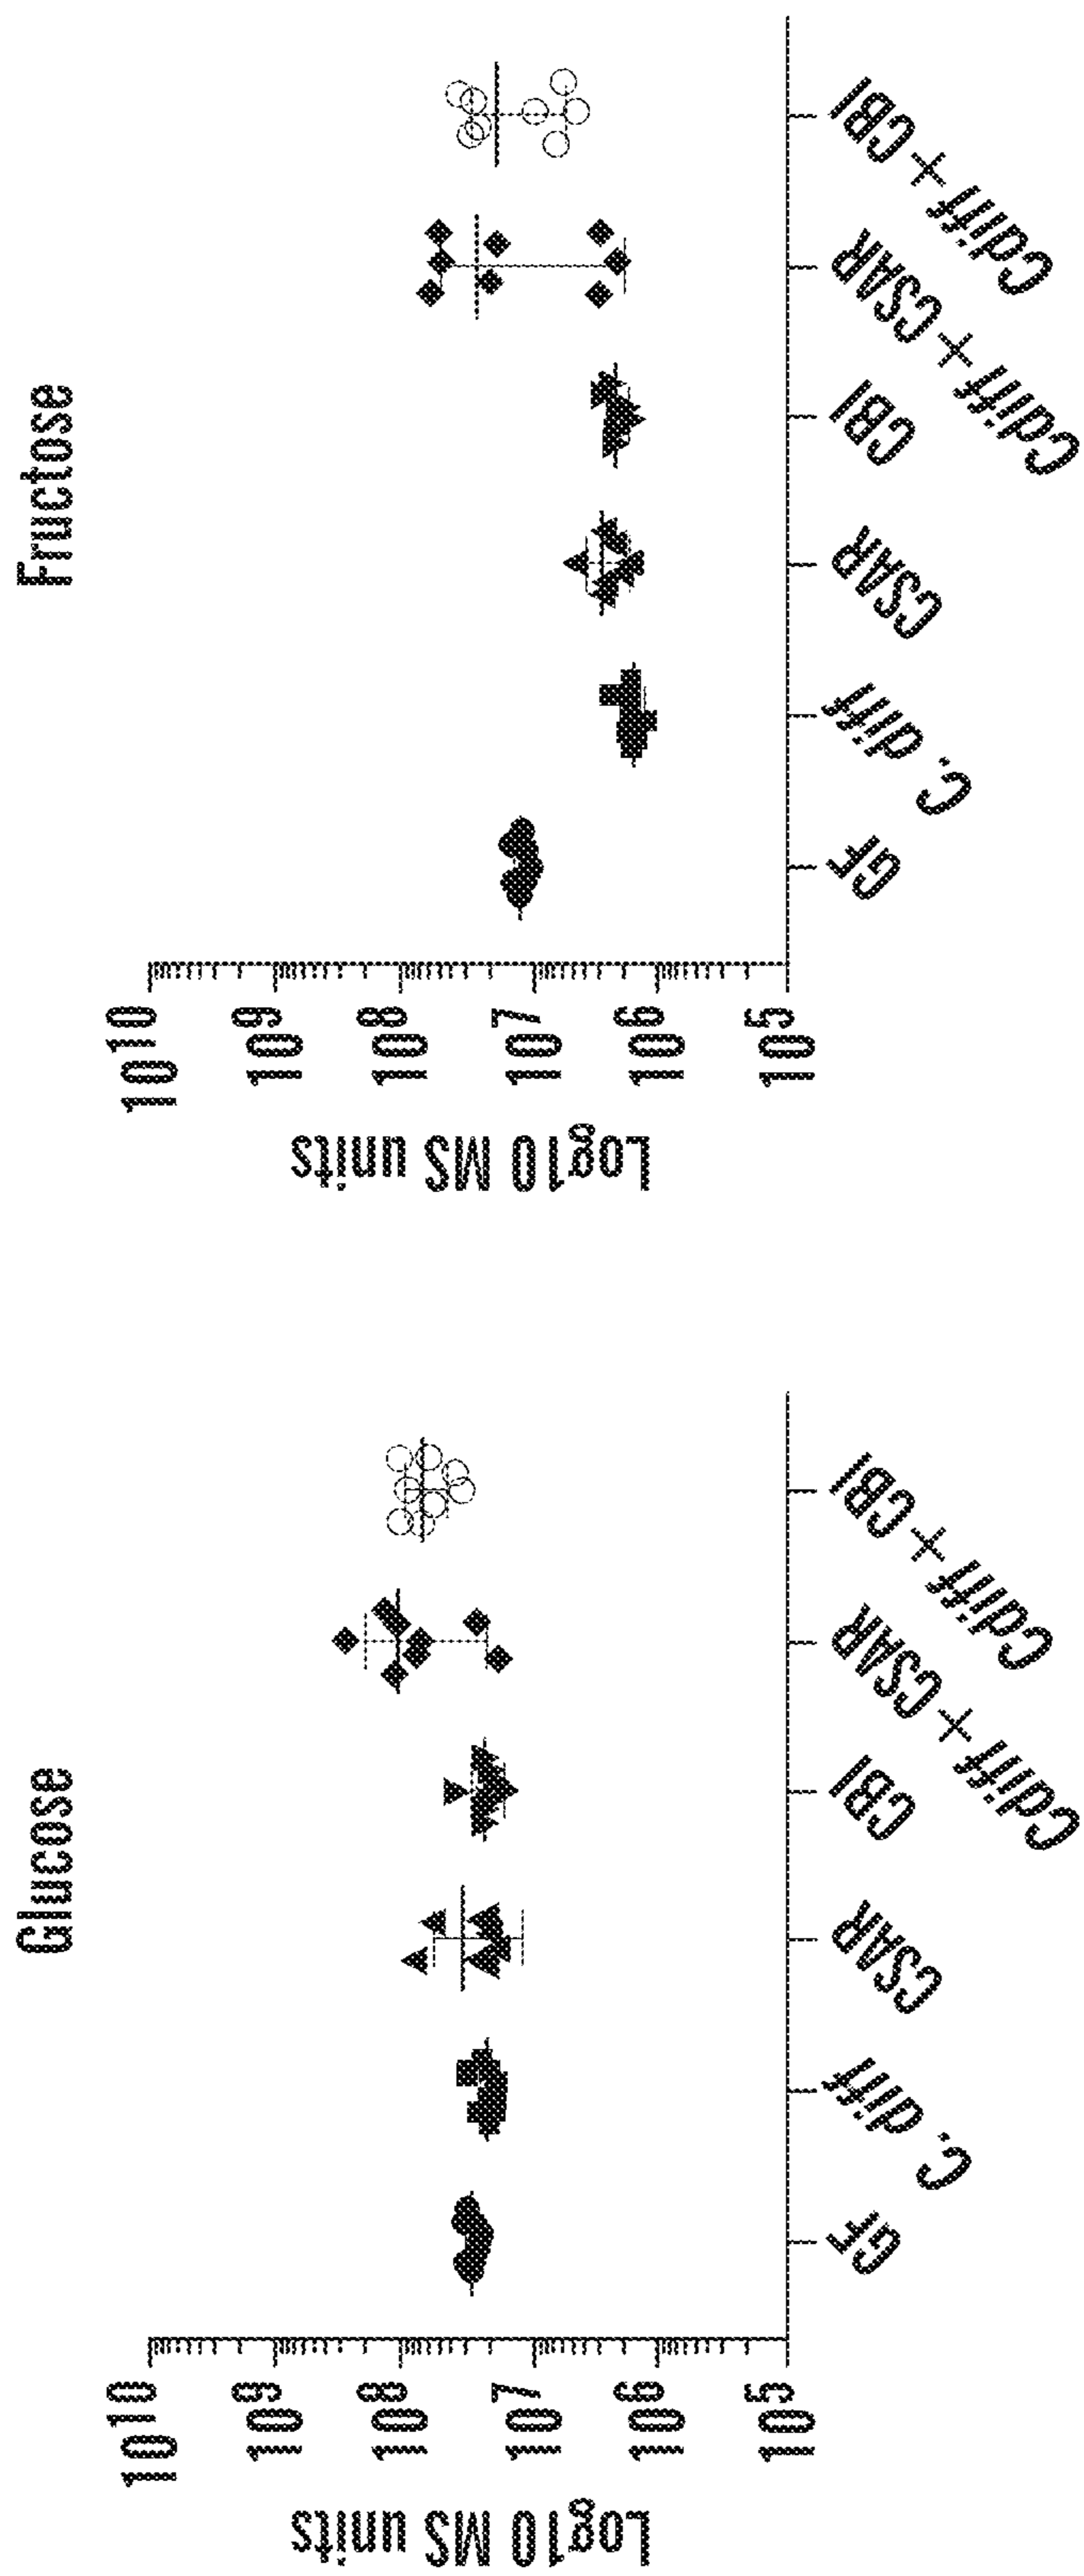 Glucose
Log10 MS units
10^10
10^9
10^8
10^7
10^6
10^5
GF
C. diff
CSAR
CBI
Cdiff + CSAR
Cdiff + CBI
Fructose
Log10 MS units
10^10
10^9
10^8
10^7
10^6
10^5
GF
C. diff
CSAR
CBI
Cdiff + CSAR
Cdiff + CBI